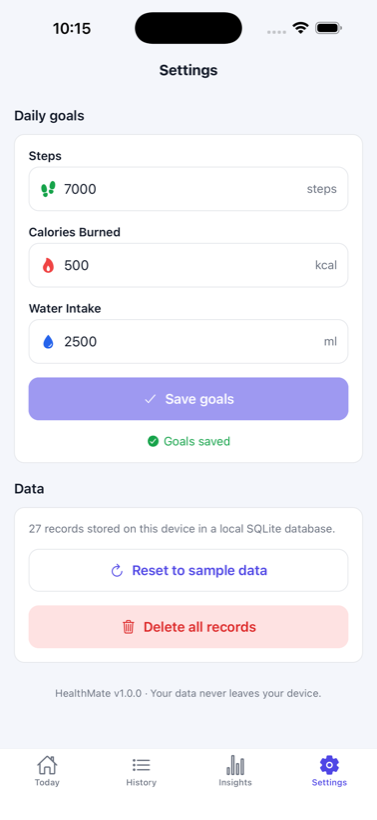 10:15
Settings
Daily goals
Steps
7000 steps
Calories Burned
500 kcal
Water Intake
2500 ml
Save goals
Goals saved
Data
27 records stored on this device in a local SQLite database.
Reset to sample data
Delete all records
HealthMate v1.0.0 · Your data never leaves your device.
Today History Insights Settings